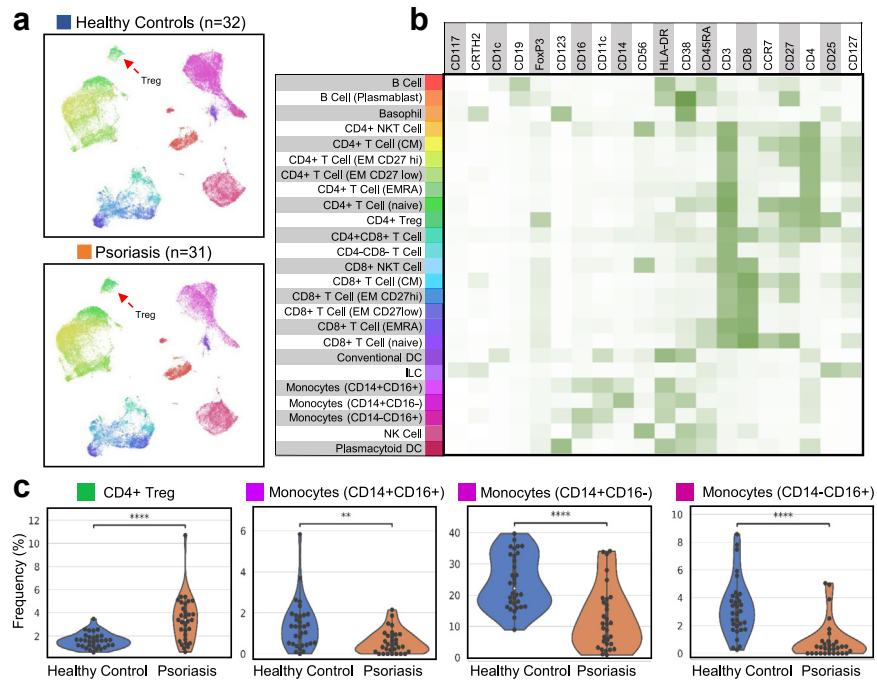 a
Healthy Controls (n=32)
Treg
Psoriasis (n=31)
Treg
b
CD117
CRTH2
CD1c
CD19
FoxP3
CD123
CD16
CD11c
CD14
CD56
HLA-DR
CD38
CD45RA
CD3
CD8
CCR7
CD27
CD4
CD25
CD127
B Cell
B Cell (Plasmablast)
Basophil
CD4+ NKT Cell
CD4+ T Cell (CM)
CD4+ T Cell (EM CD27 hi)
CD4+ T Cell (EM CD27 low)
CD4+ T Cell (EMRA)
CD4+ T Cell (naive)
CD4+ Treg
CD4+CD8+ T Cell
CD4-CD8- T Cell
CD8+ NKT Cell
CD8+ T Cell (CM)
CD8+ T Cell (EM CD27hi)
CD8+ T Cell (EM CD27low)
CD8+ T Cell (EMRA)
CD8+ T Cell (naive)
Conventional DC
ILC
Monocytes (CD14+CD16+)
Monocytes (CD14+CD16-)
Monocytes (CD14-CD16+)
NK Cell
Plasmacytoid DC
c
CD4+ Treg
Frequency (%)
12
10
8
6
4
2
****
Healthy Control Psoriasis
Monocytes (CD14+CD16+)
6
4
2
0
**
Healthy Control Psoriasis
Monocytes (CD14+CD16-)
40
30
20
10
0
****
Healthy Control Psoriasis
Monocytes (CD14-CD16+)
10
8
6
4
2
0
****
Healthy Control Psoriasis